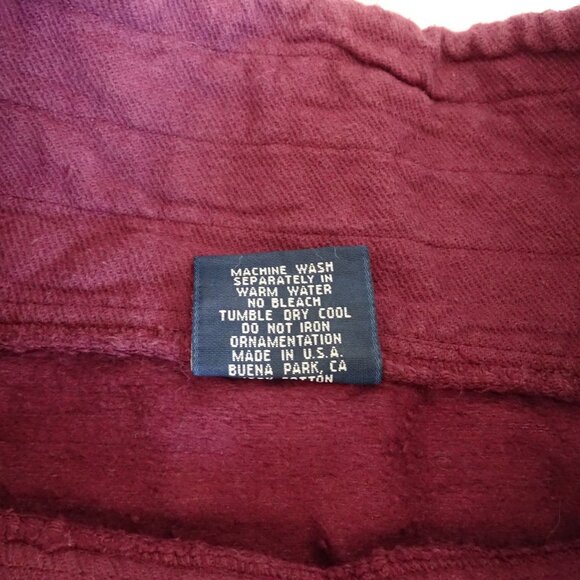 MACHINE WASH
SEPARATELY IN
WARM WATER
NO BLEACH
TUMBLE DRY COOL
DO NOT IRON
ORNAMENTATION
MADE IN U.S.A.
BUENA PARK, CA
COTTON